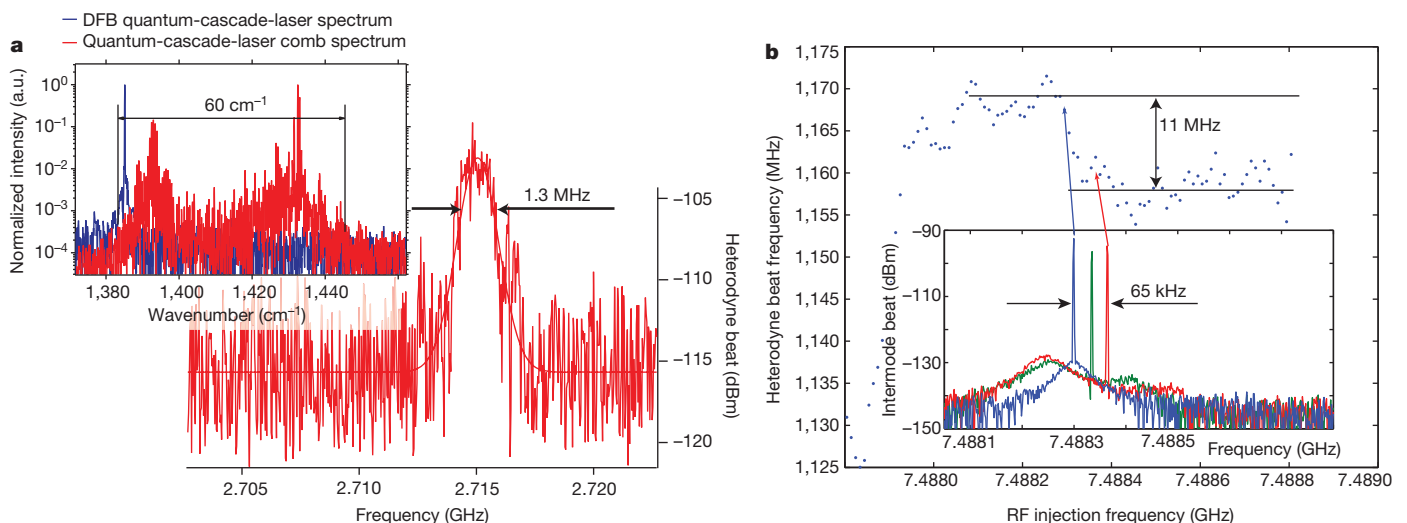 DFB quantum-cascade-laser spectrum
Quantum-cascade-laser comb spectrum
a
Normalized intensity (a.u.)
10⁰
10⁻¹
10⁻²
10⁻³
10⁻⁴
60 cm⁻¹
1,380
1,400
1,420
1,440
Wavenumber (cm⁻¹)
1.3 MHz
−105
−110
−115
−120
Heterodyne beat (dBm)
2.705
2.710
2.715
2.720
Frequency (GHz)
b
Heterodyne beat frequency (MHz)
1,175
1,170
1,165
1,160
1,155
1,150
1,145
1,140
1,135
1,130
1,125
11 MHz
Intermode beat (dBm)
−90
−110
−130
−150
65 kHz
7.4881
7.4883
7.4885
Frequency (GHz)
7.4880
7.4882
7.4884
7.4886
7.4888
7.4890
RF injection frequency (GHz)